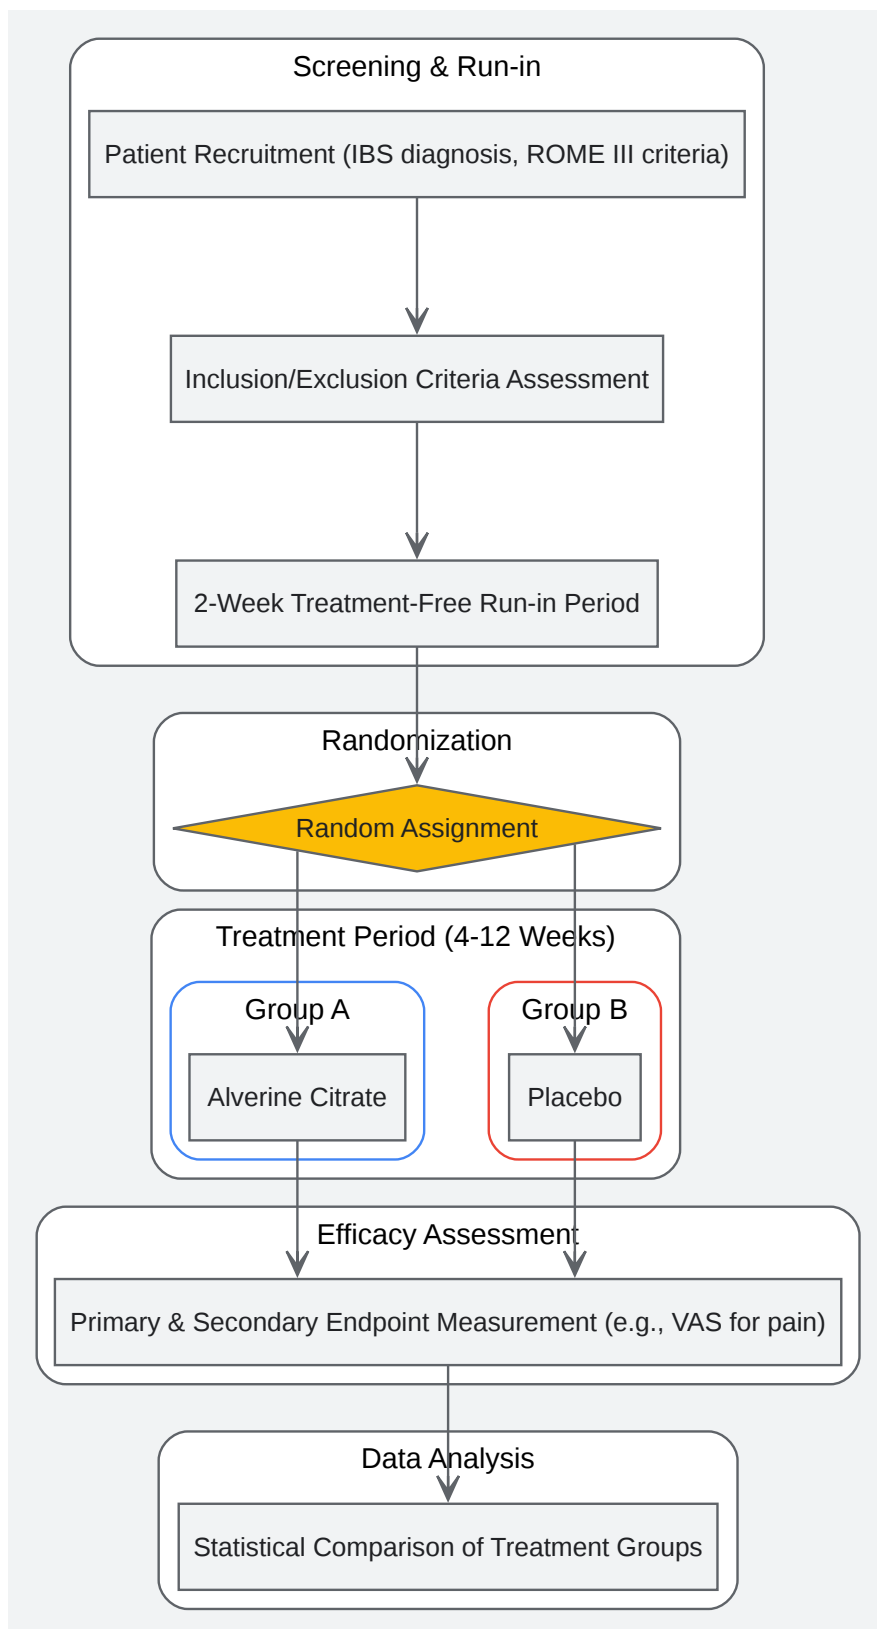 Screening & Run-in
Patient Recruitment (IBS diagnosis, ROME III criteria)
Inclusion/Exclusion Criteria Assessment
2-Week Treatment-Free Run-in Period
Randomization
Random Assignment
Treatment Period (4-12 Weeks)
Group A
Group B
Alverine Citrate
Placebo
Efficacy Assessment
Primary & Secondary Endpoint Measurement (e.g., VAS for pain)
Data Analysis
Statistical Comparison of Treatment Groups